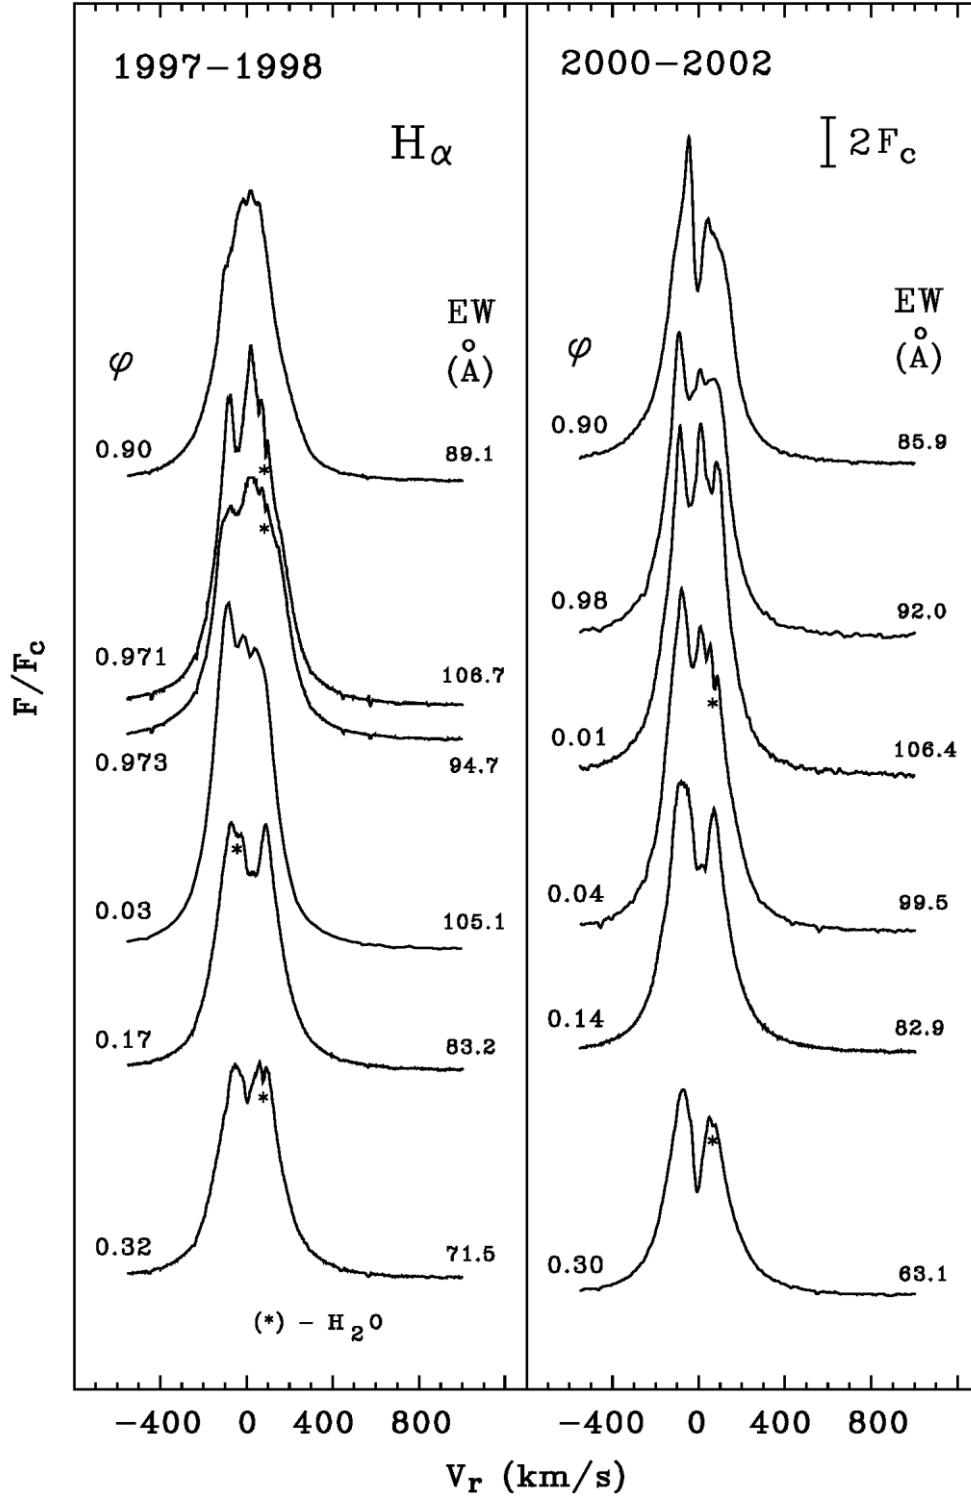 1997-1998
Hα
φ
EW
(Å)
0.90
89.1
0.971
106.7
0.973
94.7
0.03
105.1
0.17
83.2
0.32
71.5
(*) - H₂O
2000-2002
2Fc
φ
EW
(Å)
0.90
85.9
0.98
92.0
0.01
106.4
0.04
99.5
0.14
82.9
0.30
63.1
F/Fc
-400 0 400 800
-400 0 400 800
Vr (km/s)